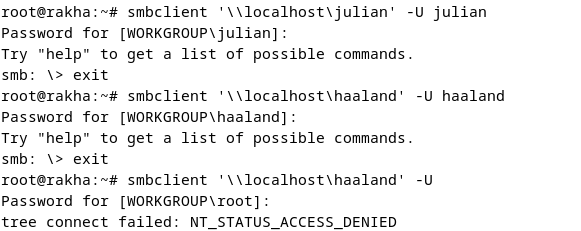 root@rakha:~# smbclient '\\localhost\julian' -U julian
Password for [WORKGROUP\julian]:
Try "help" to get a list of possible commands.
smb: \> exit
root@rakha:~# smbclient '\\localhost\haaland' -U haaland
Password for [WORKGROUP\haaland]:
Try "help" to get a list of possible commands.
smb: \> exit
root@rakha:~# smbclient '\\localhost\haaland' -U
Password for [WORKGROUP\root]:
tree connect failed: NT_STATUS_ACCESS_DENIED